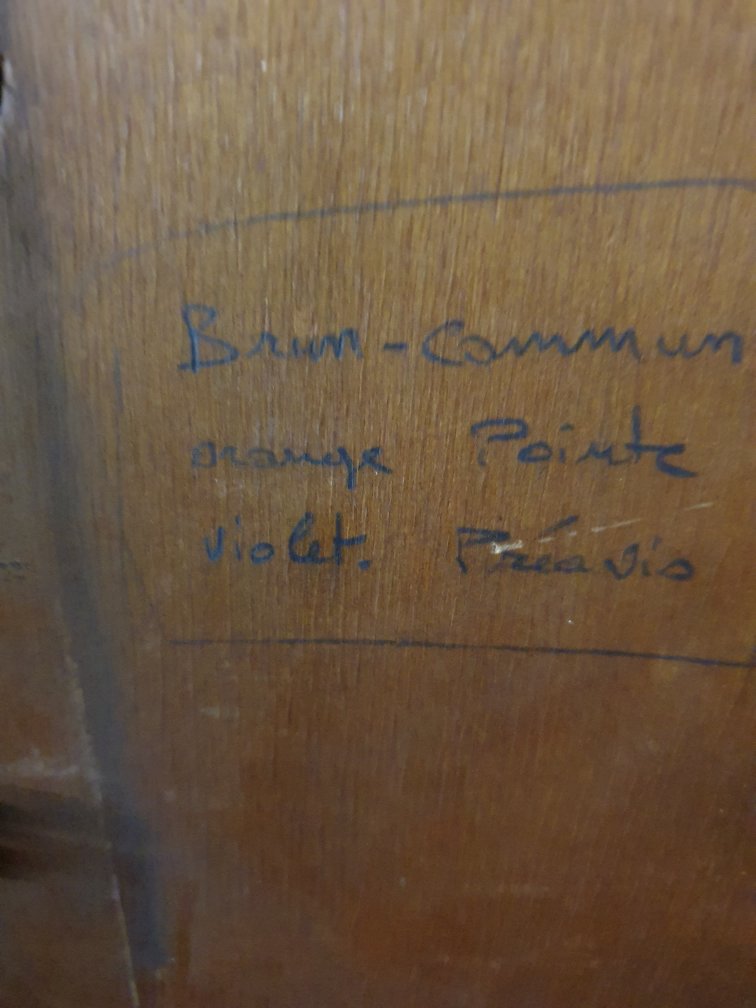 Brun-Commun
orange Pointe
violet. Préavis